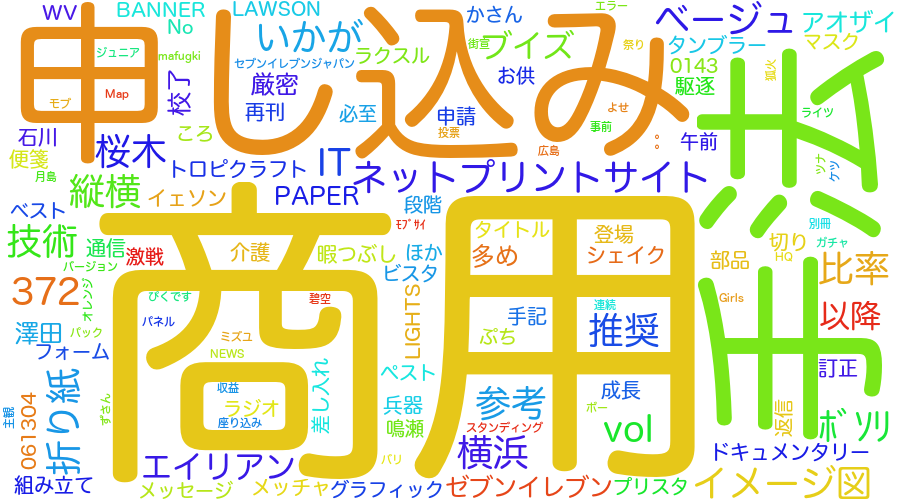 WV
BANNER
LAWSON
かさん
エラー
ベージュ
アオザイ
No
いかが
街宣
ブイズ
祭り
タンブラー
マスク
申し込み
ジュニア
mafugki
ラクスル
セブンイレブンジャパン
お供
0143
狐火
モブ
Map
校了
厳密
再刊
必至
申請
投票
よせ
事前
駆逐
ライツ
方法
石川
ころ
広島
午前
便箋
桜木
月島
トロピクラフト
IT
ネットプリントサイト
ツナ
ケツ
縦横
イェソン
PAPER
段階
ベスト
ﾓﾌﾟｻｲ
タイトル
登場
別冊
技術
通信
激戦
介護
暇つぶし
ほか
多め
シェイク
部品
切り
ガチャ
HQ
バージョン
ビスタ
比率
372
オレンジ
ぴくです
碧空
LIGHTS
連続
Girls
商用
手記
推奨
以降
澤田
パック
パネル
ミズユ
ぷち
フォーム
NEWS
訂正
折り紙
差し入れ
ペスト
収益
参考
成長
主観
061304
ずさん
ラジオ
兵器
ポー
返信
座り込み
鳴瀬
スタンディング
vol
ﾎﾞｿﾘ
エイリアン
パリ
横浜
ドキュメンタリー
組み立て
メッセージ
メッチャ
グラフィック
セブンイレブン
プリスタ
イメージ図